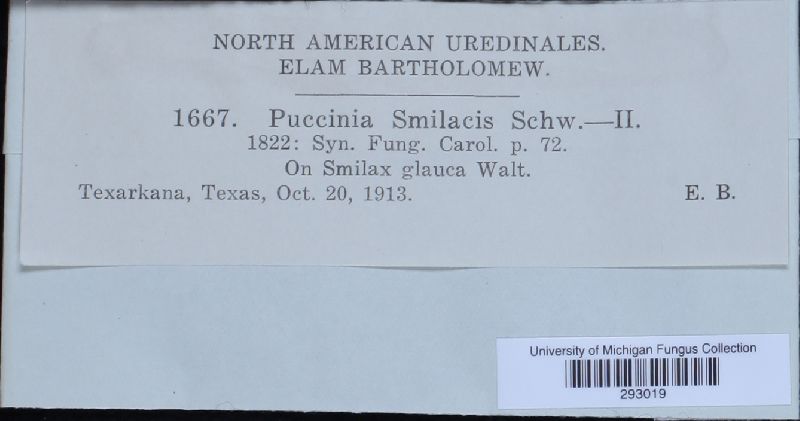 NORTH AMERICAN UREDINALES.
ELAM BARTHOLOMEW.
1667. Puccinia Smilacis Schw.—II.
1822: Syn. Fung. Carol. p. 72.
On Smilax glauca Walt.
Texarkana, Texas, Oct. 20, 1913. E. B.
University of Michigan Fungus Collection
293019